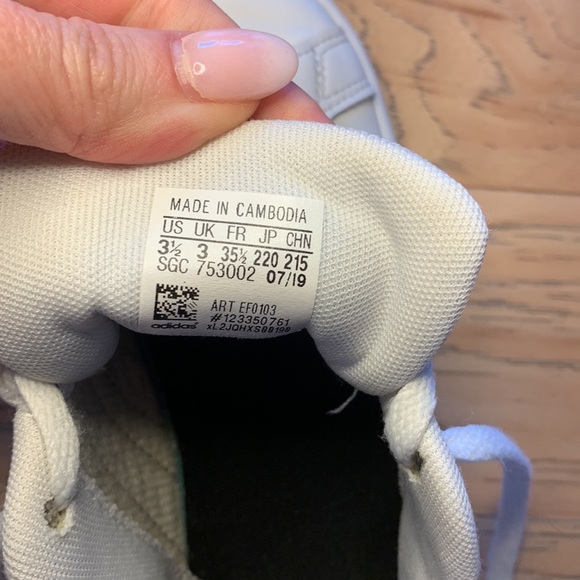 MADE IN CAMBODIA
US UK FR JP CHN
3½ 3 35½ 220 215
SGC 753002 07/19
ART EF0103
#123350761
adidas